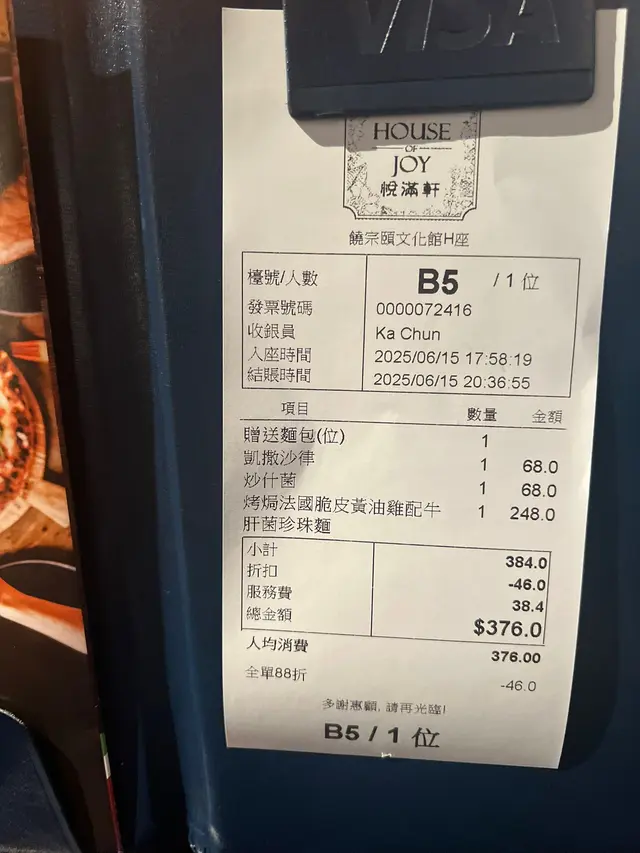 VISA
HOUSE
OF
JOY
悅滿軒
饒宗頤文化館H座
檯號/人數 B5 / 1 位
發票號碼 0000072416
收銀員 Ka Chun
入座時間 2025/06/15 17:58:19
結賬時間 2025/06/15 20:36:55
項目 數量 金額
贈送麵包(位) 1
凱撒沙律 1 68.0
炒什菌 1 68.0
烤焗法國脆皮黃油雞配牛 1 248.0
肝菌珍珠麵
小計 384.0
折扣 -46.0
服務費 38.4
總金額 $376.0
人均消費 376.00
全單88折 -46.0
多謝惠顧, 請再光臨!
B5 / 1 位